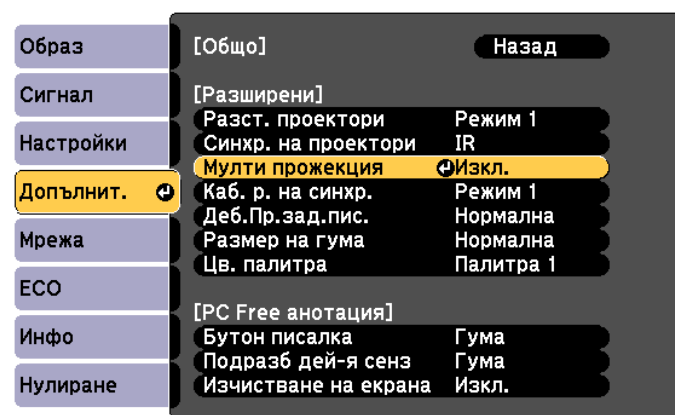 Образ
Сигнал
Настройки
Допълнит.
Мрежа
ECO
Инфо
Нулиране
[Общо] Назад
[Разширени]
Разст. проектори Режим 1
Синхр. на проектори IR
Мулти прожекция Изкл.
Каб. р. на синхр. Режим 1
Деб.Пр.зад.пис. Нормална
Размер на гума Нормална
Цв. палитра Палитра 1
[PC Free анотация]
Бутон писалка Гума
Подразб дей-я сенз Гума
Изчистване на екрана Изкл.